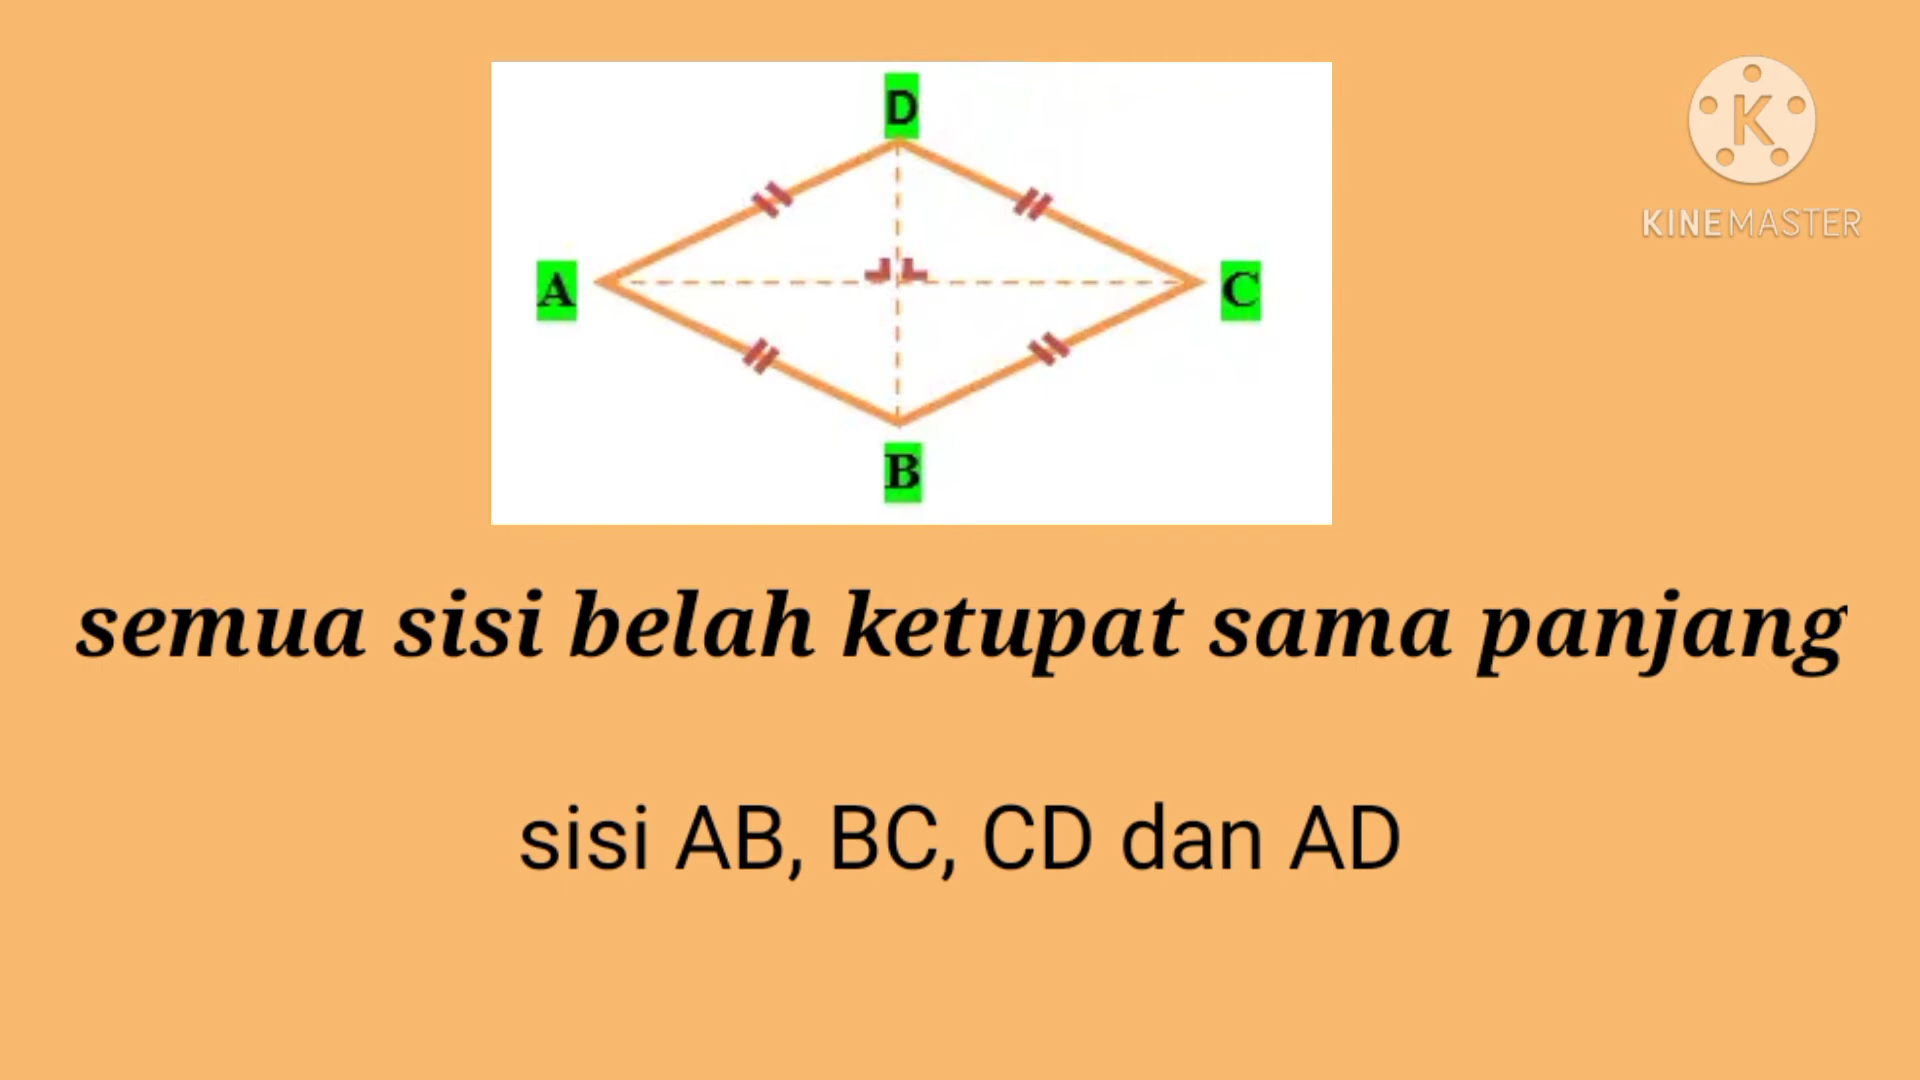 D
K
KINEMASTER
A
C
B
semua sisi belah ketupat sama panjang
sisi AB, BC, CD dan AD